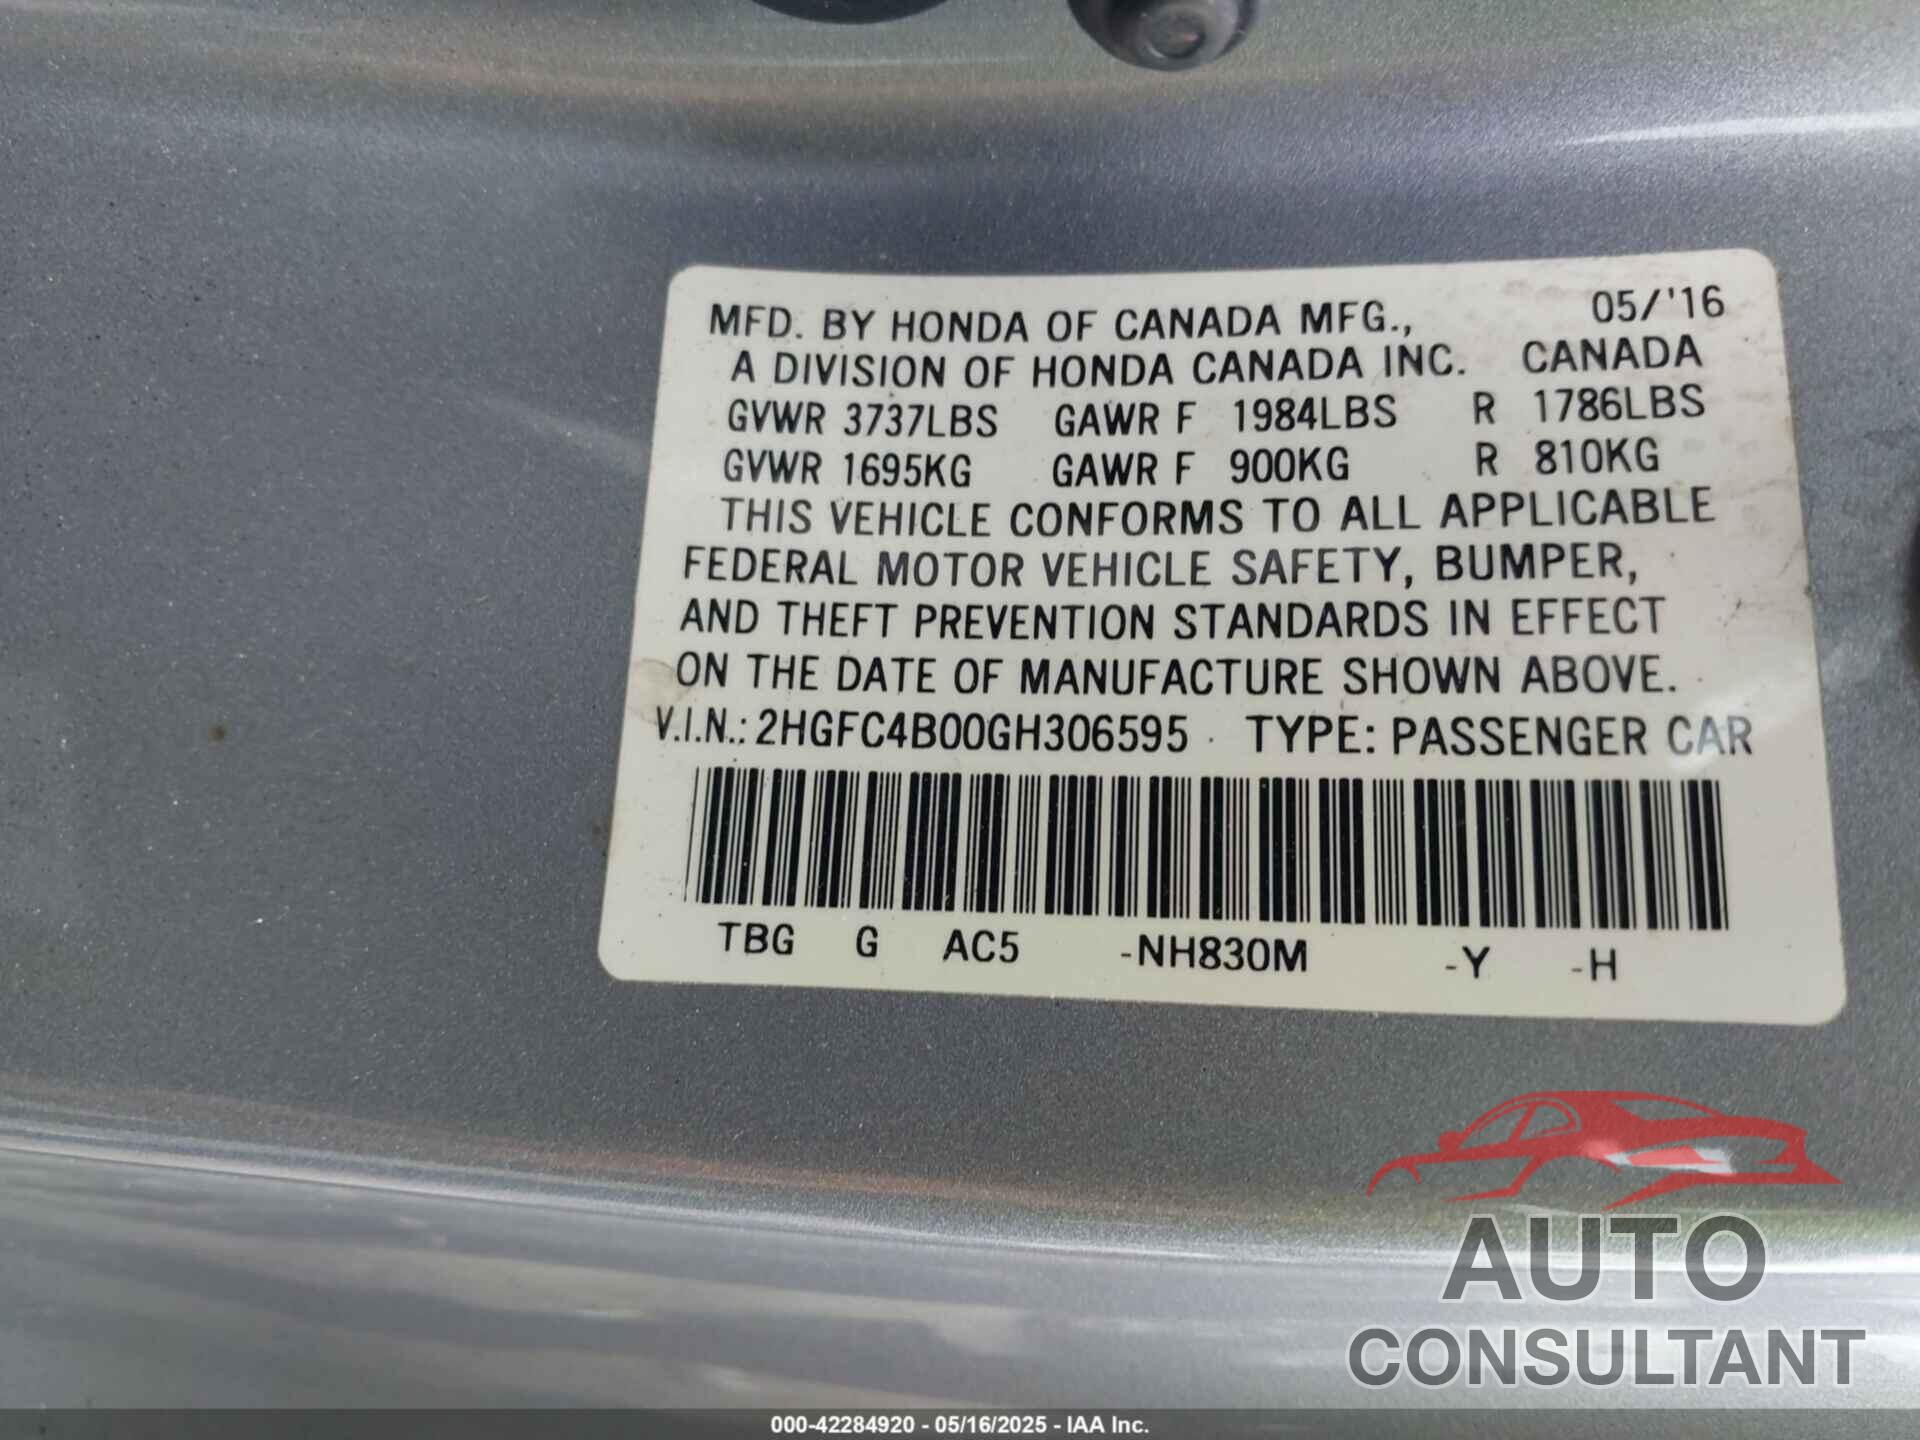 MFD. BY HONDA OF CANADA MFG., 05/'16
A DIVISION OF HONDA CANADA INC. CANADA
GVWR 3737LBS GAWR F 1984LBS R 1786LBS
GVWR 1695KG GAWR F 900KG R 810KG
THIS VEHICLE CONFORMS TO ALL APPLICABLE
FEDERAL MOTOR VEHICLE SAFETY, BUMPER,
AND THEFT PREVENTION STANDARDS IN EFFECT
ON THE DATE OF MANUFACTURE SHOWN ABOVE.
V.I.N.: 2HGFC4B00GH306595 TYPE: PASSENGER CAR
TBG G AC5 -NH830M -Y -H
AUTO
CONSULTANT
000-42284920 - 05/16/2025 - IAA Inc.